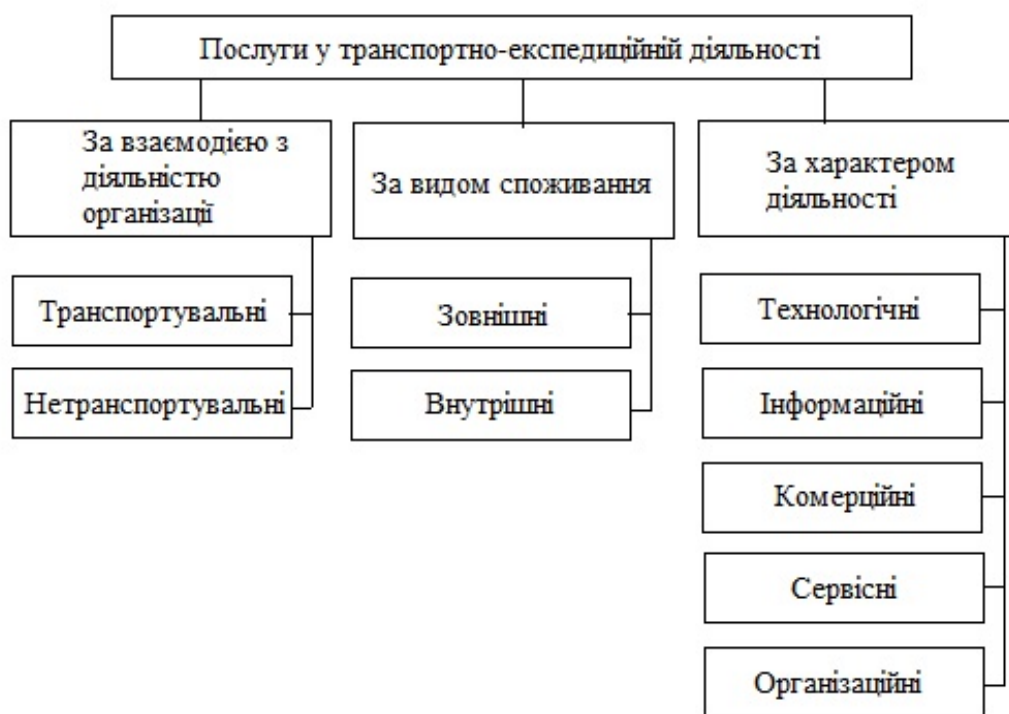 Послуги у транспортно-експедиційній діяльності
За взаємодією з
діяльністю
організації
Транспортувальні
Нетранспортувальні
За видом споживання
Зовнішні
Внутрішні
За характером
діяльності
Технологічні
Інформаційні
Комерційні
Сервісні
Організаційні